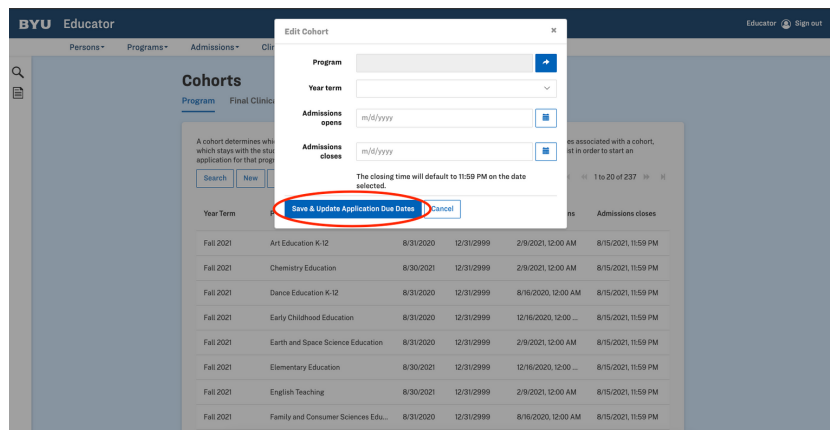 BYU Educator
Educator Sign out
Persons Programs Admissions
Edit Cohort ×
Program
Year term
Admissions opens
m/d/yyyy
Admissions closes
m/d/yyyy
The closing time will default to 11:59 PM on the date selected.
Save & Update Application Due Dates Cancel
Cohorts
Program
A cohort determines
es associated with a cohort,
which stays with the
ist in order to start an
application for that
Search New
1 to 20 of 237
Year Term Admissions closes
Fall 2021 Art Education K-12 8/31/2020 12/31/2999 2/9/2021, 12:00 AM 8/15/2021, 11:59 PM
Fall 2021 Chemistry Education 8/30/2021 12/31/2999 2/9/2021, 12:00 AM 8/15/2021, 11:59 PM
Fall 2021 Dance Education K-12 8/31/2020 12/31/2999 8/16/2020, 12:00 AM 8/15/2021, 11:59 PM
Fall 2021 Early Childhood Education 8/31/2020 12/31/2999 12/16/2020, 12:00 ... 8/15/2021, 11:59 PM
Fall 2021 Earth and Space Science Education 8/31/2020 12/31/2999 2/9/2021, 12:00 AM 8/15/2021, 11:59 PM
Fall 2021 Elementary Education 8/30/2021 12/31/2999 12/16/2020, 12:00 ... 8/15/2021, 11:59 PM
Fall 2021 English Teaching 8/30/2021 12/31/2999 2/9/2021, 12:00 AM 8/15/2021, 11:59 PM
Fall 2021 Family and Consumer Sciences Edu... 8/31/2020 12/31/2999 8/16/2020, 12:00 AM 8/15/2021, 11:59 PM